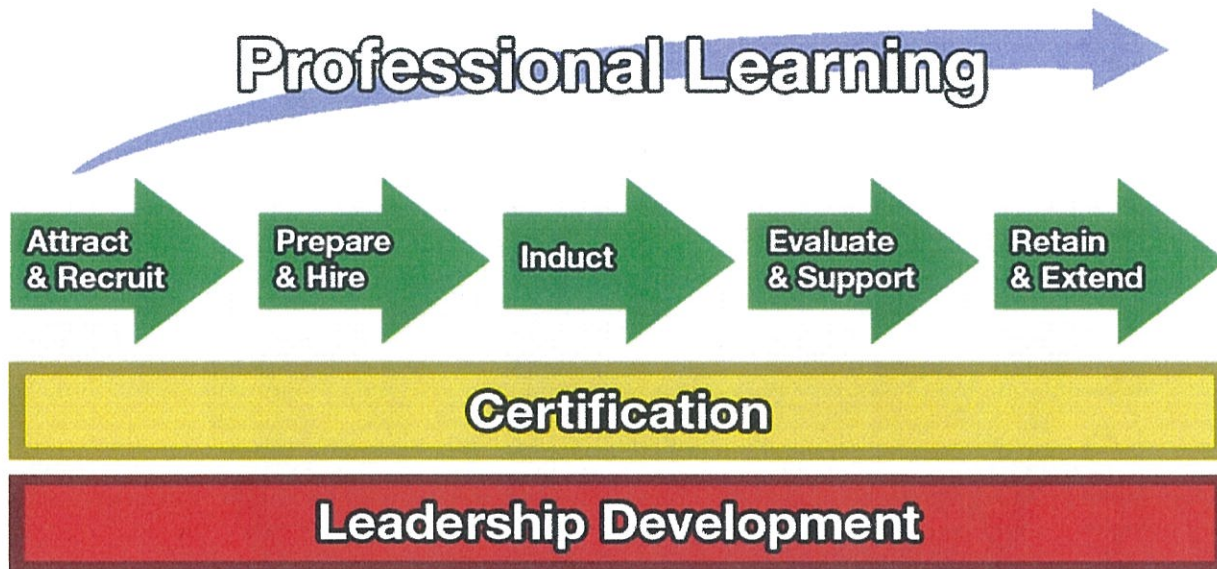 Professional Learning
Attract
& Recruit
Prepare
& Hire
Induct
Evaluate
& Support
Retain
& Extend
Certification
Leadership Development